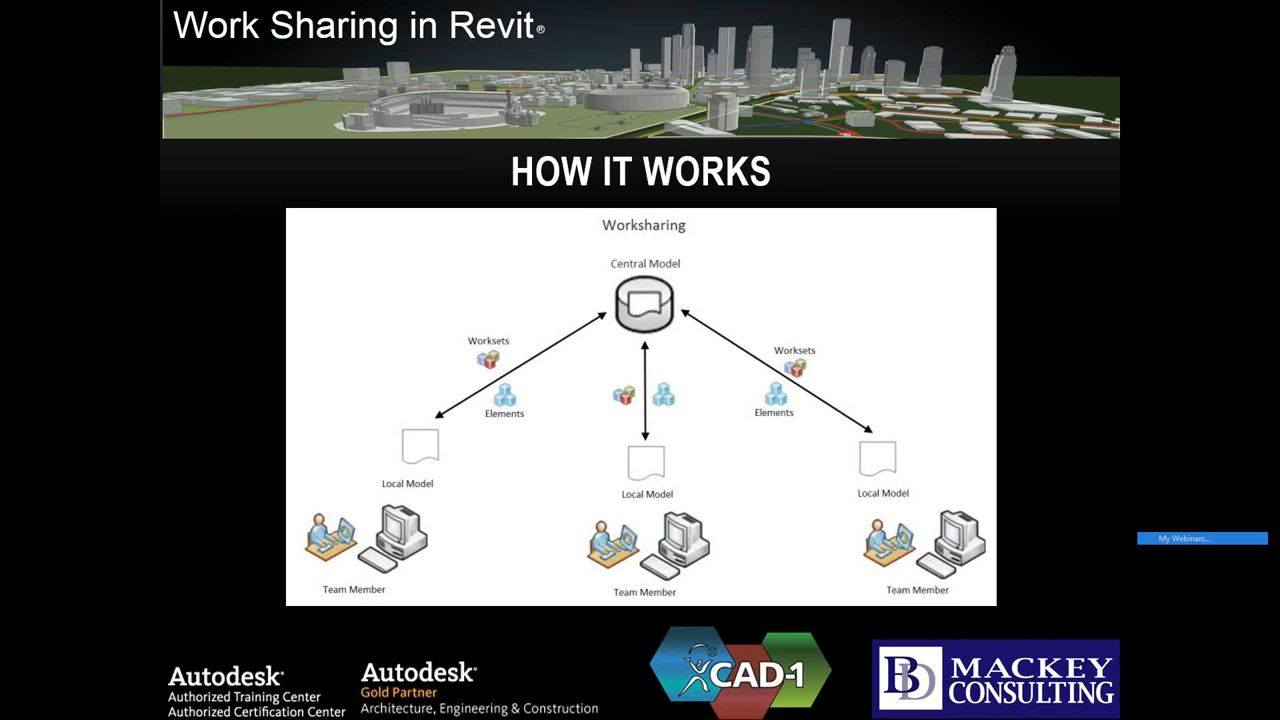 Work Sharing in Revit®
HOW IT WORKS
Worksharing
Central Model
Worksets
Worksets
Elements
Elements
Local Model
Local Model
Local Model
Team Member
Team Member
Team Member
My Webinars...
Autodesk®
Authorized Training Center
Authorized Certification Center
Autodesk®
Gold Partner
Architecture, Engineering & Construction
CAD-1
BD
MACKEY
CONSULTING